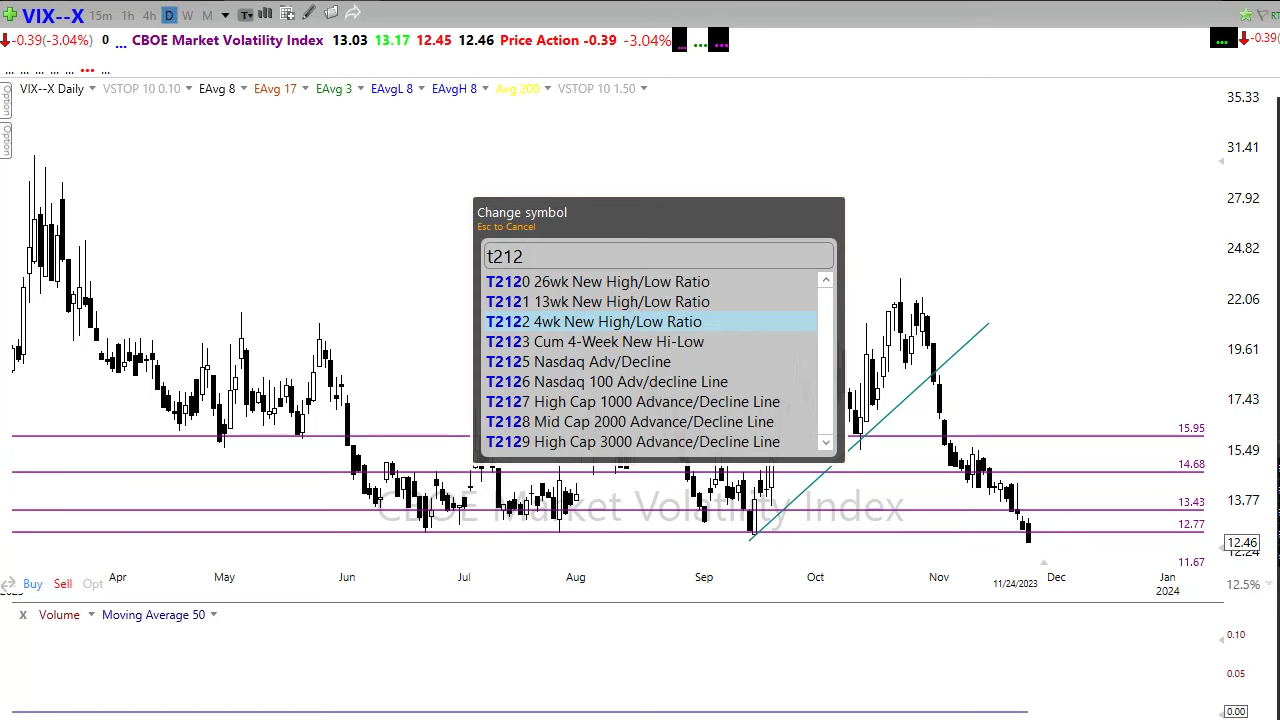 VIX--X 15m 1h 4h D W M T RT
-0.39(-3.04%) 0 ... CBOE Market Volatility Index 13.03 13.17 12.45 12.46 Price Action -0.39 -3.04% ... ... ... ... -0.39(
... ... ... ... ... ... ...
VIX--X Daily VSTOP 10 0.10 EAvg 8 EAvg 17 EAvg 3 EAvgL 8 EAvgH 8 Avg 200 VSTOP 10 1.50
Option
Option
35.33
31.41
27.92
24.82
22.06
19.61
17.43
15.49
13.77
12.46
12.24
Change symbol
Esc to Cancel
t212
T2120 26wk New High/Low Ratio
T2121 13wk New High/Low Ratio
T2122 4wk New High/Low Ratio
T2123 Cum 4-Week New Hi-Low
T2125 Nasdaq Adv/Decline
T2126 Nasdaq 100 Adv/decline Line
T2127 High Cap 1000 Advance/Decline Line
T2128 Mid Cap 2000 Advance/Decline Line
T2129 High Cap 3000 Advance/Decline Line
15.95
14.68
13.43
12.77
11.67
CBOE Market Volatility Index
Buy Sell Opt
Apr May Jun Jul Aug Sep Oct Nov 11/24/2023 Dec Jan
2024
12.5%
X Volume Moving Average 50
0.10
0.05
0.00